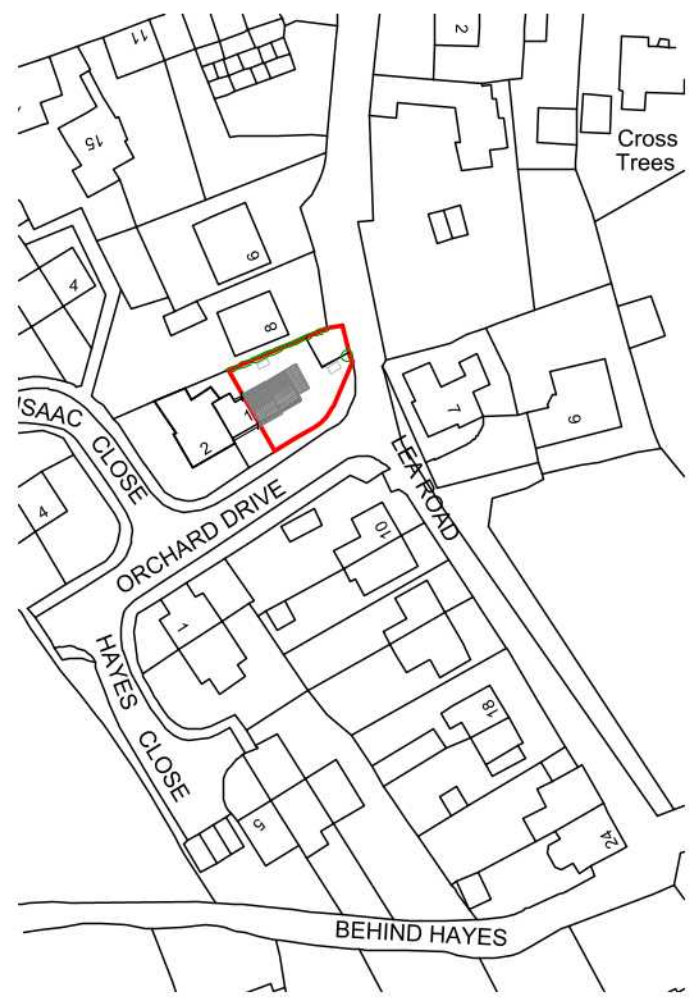 11
2
15
Cross
Trees
9
4
8
ISAAC CLOSE
1
2
7
9
4
LEA ROAD
ORCHARD DRIVE
10
1
HAYES CLOSE
18
5
24
BEHIND HAYES